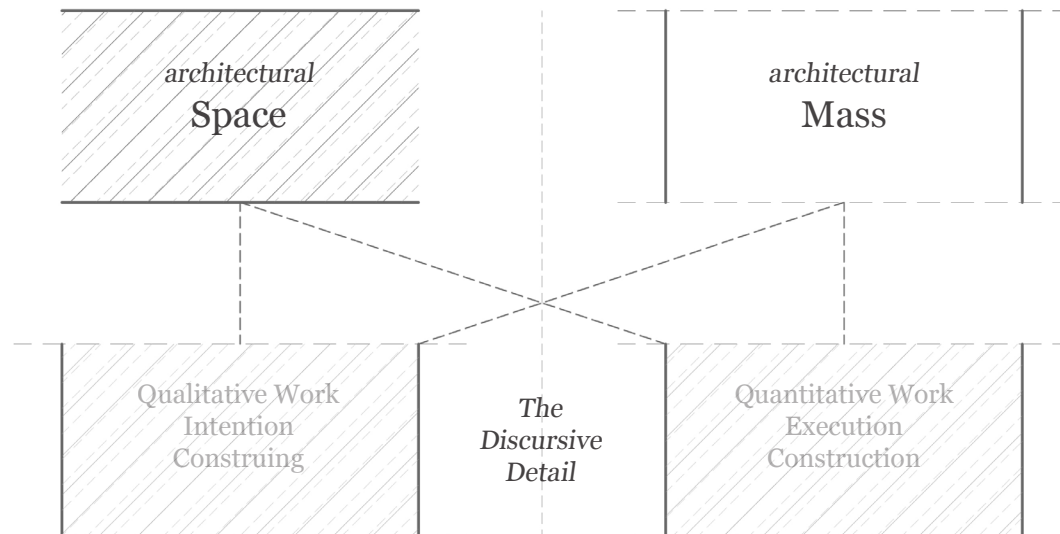 architectural
Space
architectural
Mass
Qualitative Work
Intention
Construing
The
Discursive
Detail
Quantitative Work
Execution
Construction